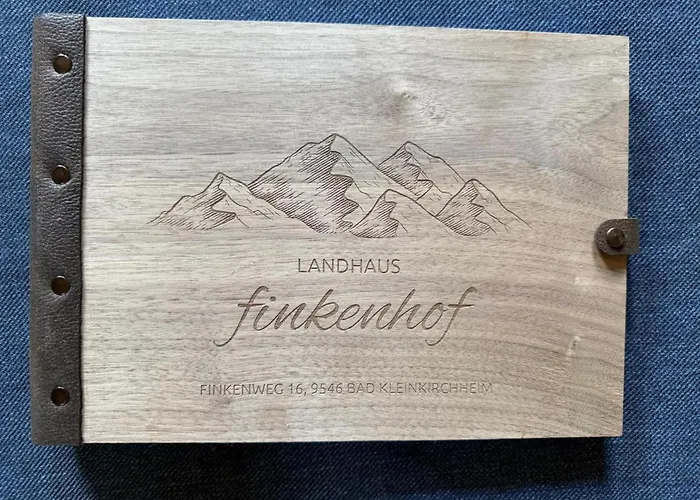 LANDHAUS
finkenhof
FINKENWEG 16, 9546 BAD KLEINKIRCHHEIM